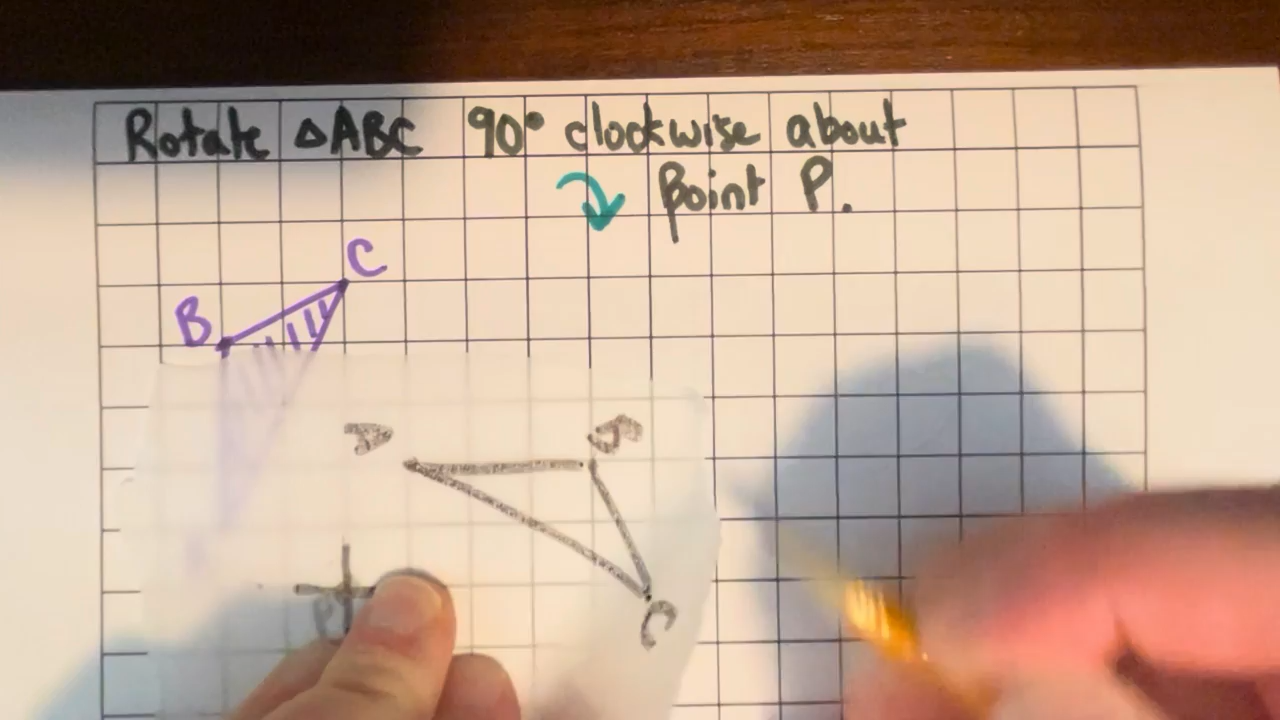 Rotate △ABC 90° clockwise about
Point P.
C
B
A
B
P
C